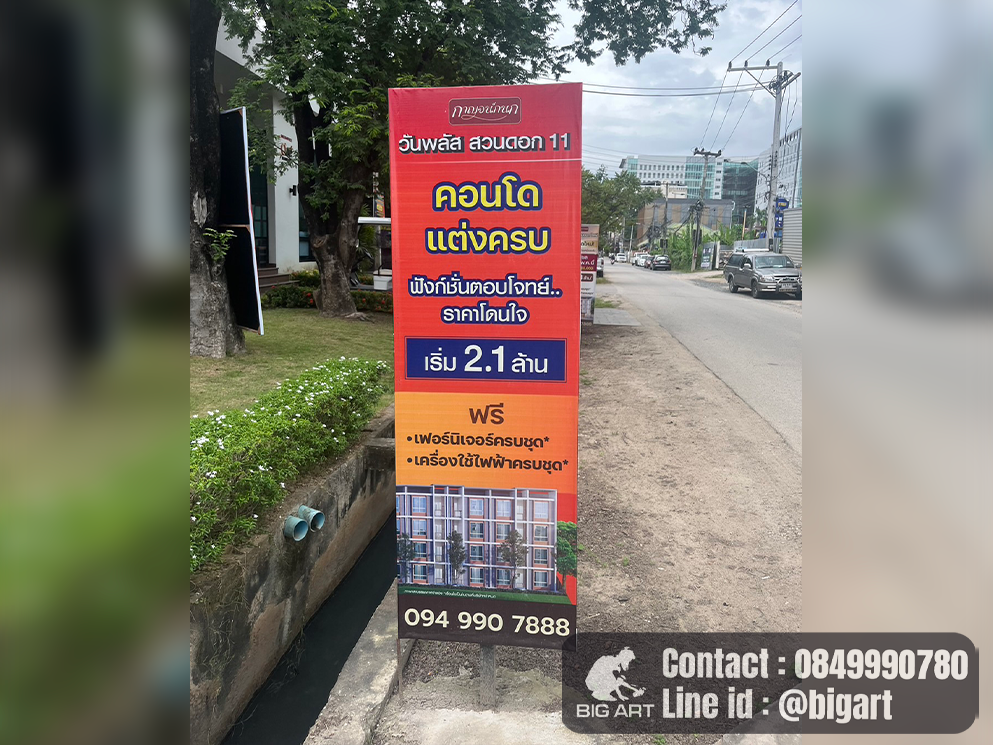 กาญจน์กนก
วันพลัส สวนดอก 11
คอนโด
แต่งครบ
ฟังก์ชั่นตอบโจทย์..
ราคาโดนใจ
เริ่ม 2.1 ล้าน
ฟรี
• เฟอร์นิเจอร์ครบชุด*
• เครื่องใช้ไฟฟ้าครบชุด*
094 990 7888
BIG ART
Contact : 0849990780
Line id : @bigart